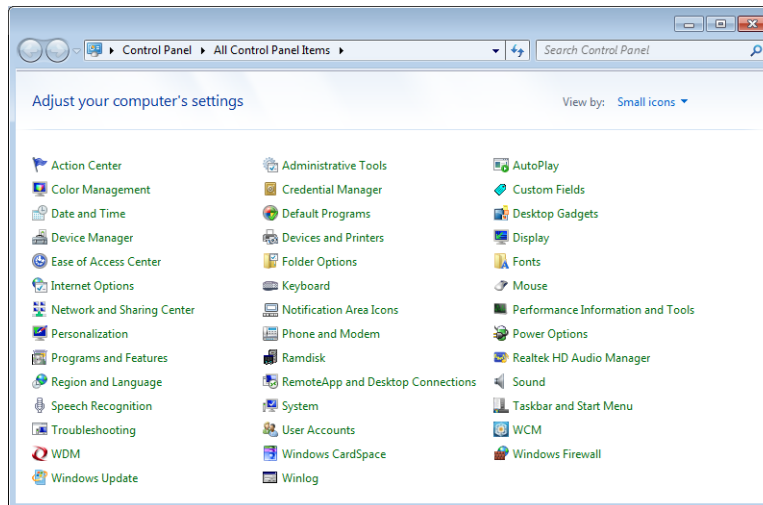 Control Panel All Control Panel Items Search Control Panel
Adjust your computer's settings View by: Small icons
Action Center Administrative Tools AutoPlay
Color Management Credential Manager Custom Fields
Date and Time Default Programs Desktop Gadgets
Device Manager Devices and Printers Display
Ease of Access Center Folder Options Fonts
Internet Options Keyboard Mouse
Network and Sharing Center Notification Area Icons Performance Information and Tools
Personalization Phone and Modem Power Options
Programs and Features Ramdisk Realtek HD Audio Manager
Region and Language RemoteApp and Desktop Connections Sound
Speech Recognition System Taskbar and Start Menu
Troubleshooting User Accounts WCM
WDM Windows CardSpace Windows Firewall
Windows Update Winlog